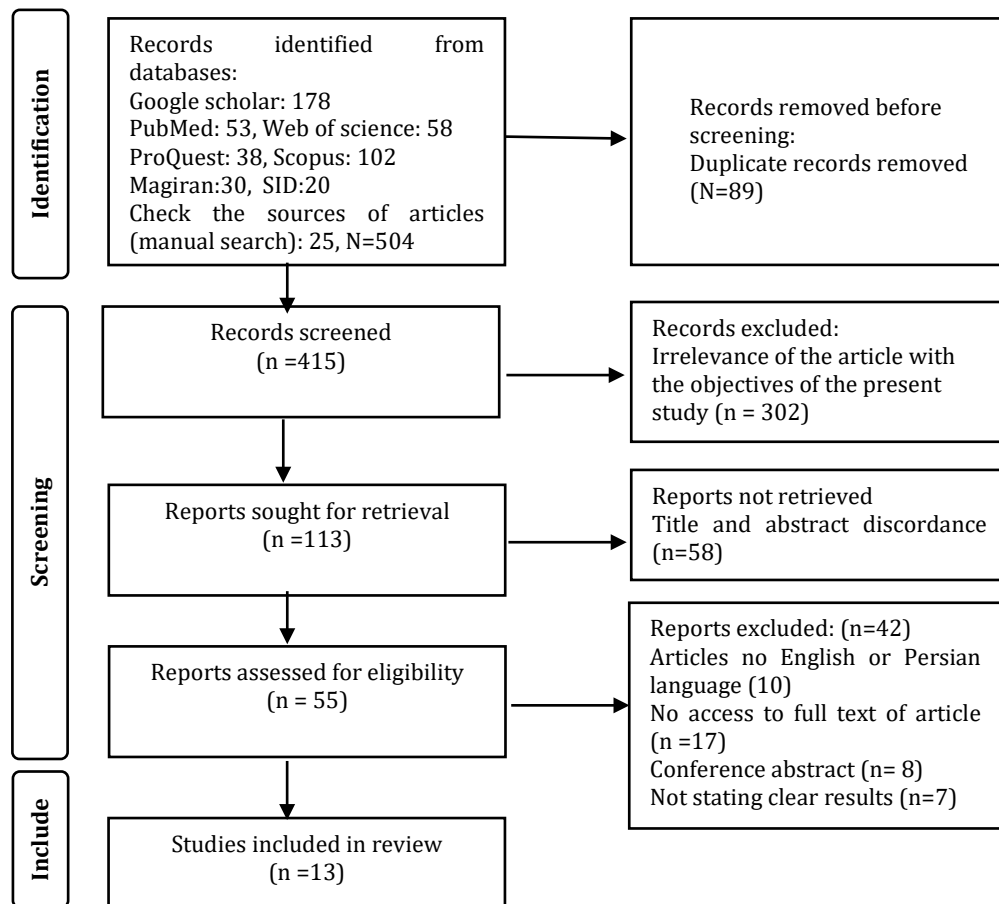 Identification
Records identified from
databases:
Google scholar: 178
PubMed: 53, Web of science: 58
ProQuest: 38, Scopus: 102
Magiran:30, SID:20
Check the sources of articles
(manual search): 25, N=504
Records removed before
screening:
Duplicate records removed
(N=89)
Screening
Records screened
(n =415)
Records excluded:
Irrelevance of the article with
the objectives of the present
study (n = 302)
Reports sought for retrieval
(n =113)
Reports not retrieved
Title and abstract discordance
(n=58)
Reports assessed for eligibility
(n = 55)
Reports excluded: (n=42)
Articles no English or Persian
language (10)
No access to full text of article
(n =17)
Conference abstract (n= 8)
Not stating clear results (n=7)
Include
Studies included in review
(n =13)